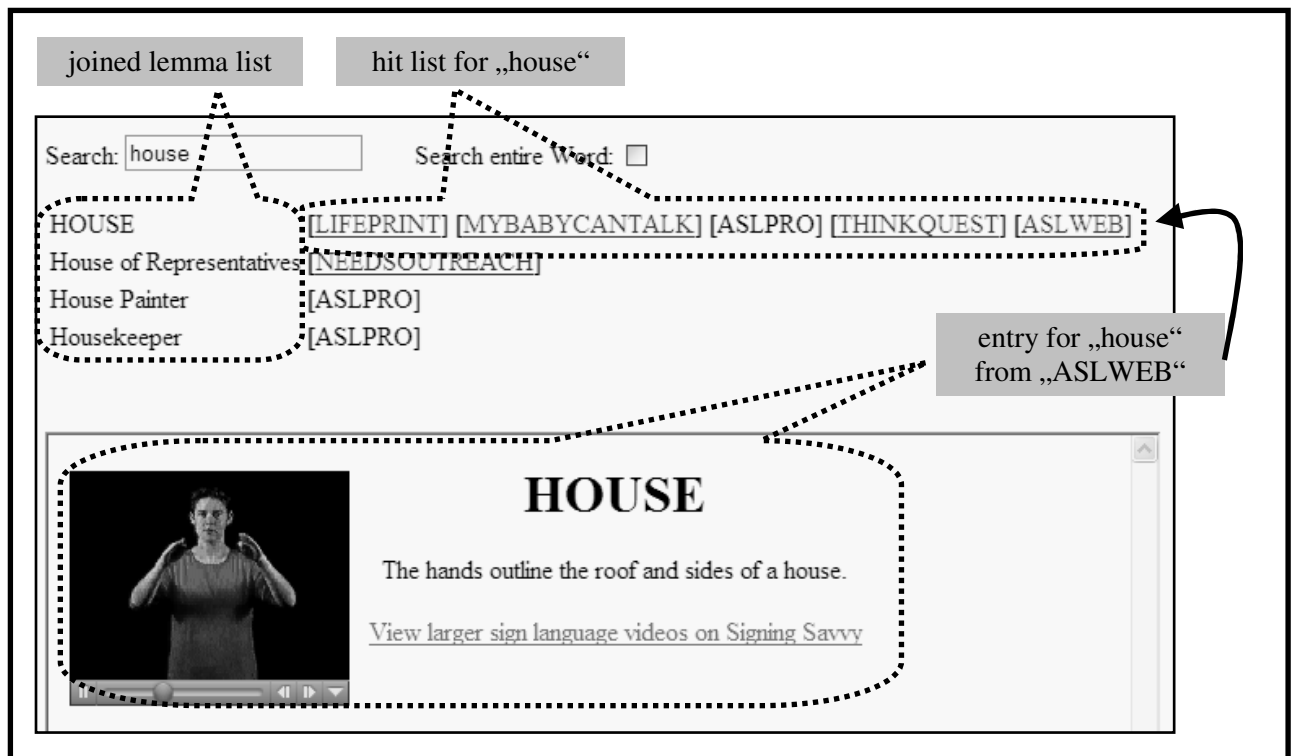 joined lemma list
hit list for „house“
Search: house
Search entire Word:
HOUSE [LIFEPRINT] [MYBABYCANTALK] [ASLPRO] [THINKQUEST] [ASLWEB]
House of Representatives [NEEDSOUTREACH]
House Painter [ASLPRO]
Housekeeper [ASLPRO]
entry for „house“
from „ASLWEB“
HOUSE
The hands outline the roof and sides of a house.
View larger sign language videos on Signing Savvy